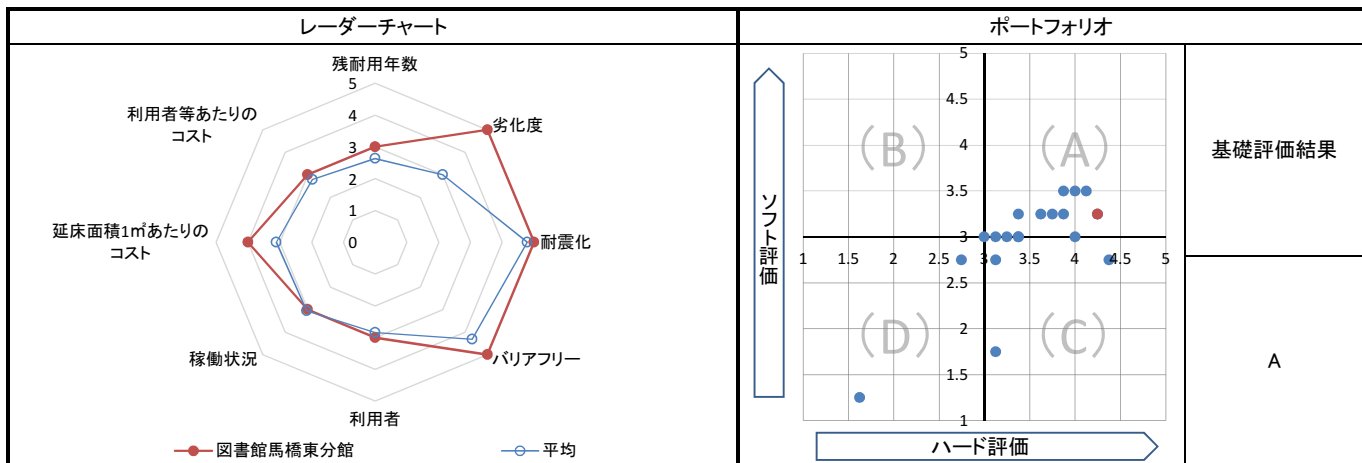 レーダーチャート
残耐用年数
劣化度
耐震化
バリアフリー
利用者
稼働状況
延床面積1㎡あたりの
コスト
利用者等あたりの
コスト
5
4
3
2
1
0
図書館馬橋東分館
平均
ポートフォリオ
ソフト評価
5
4.5
4
3.5
3
2.5
2
1.5
1
1 1.5 2 2.5 3 3.5 4 4.5 5
(B)
(A)
(D)
(C)
ハード評価
基礎評価結果
A